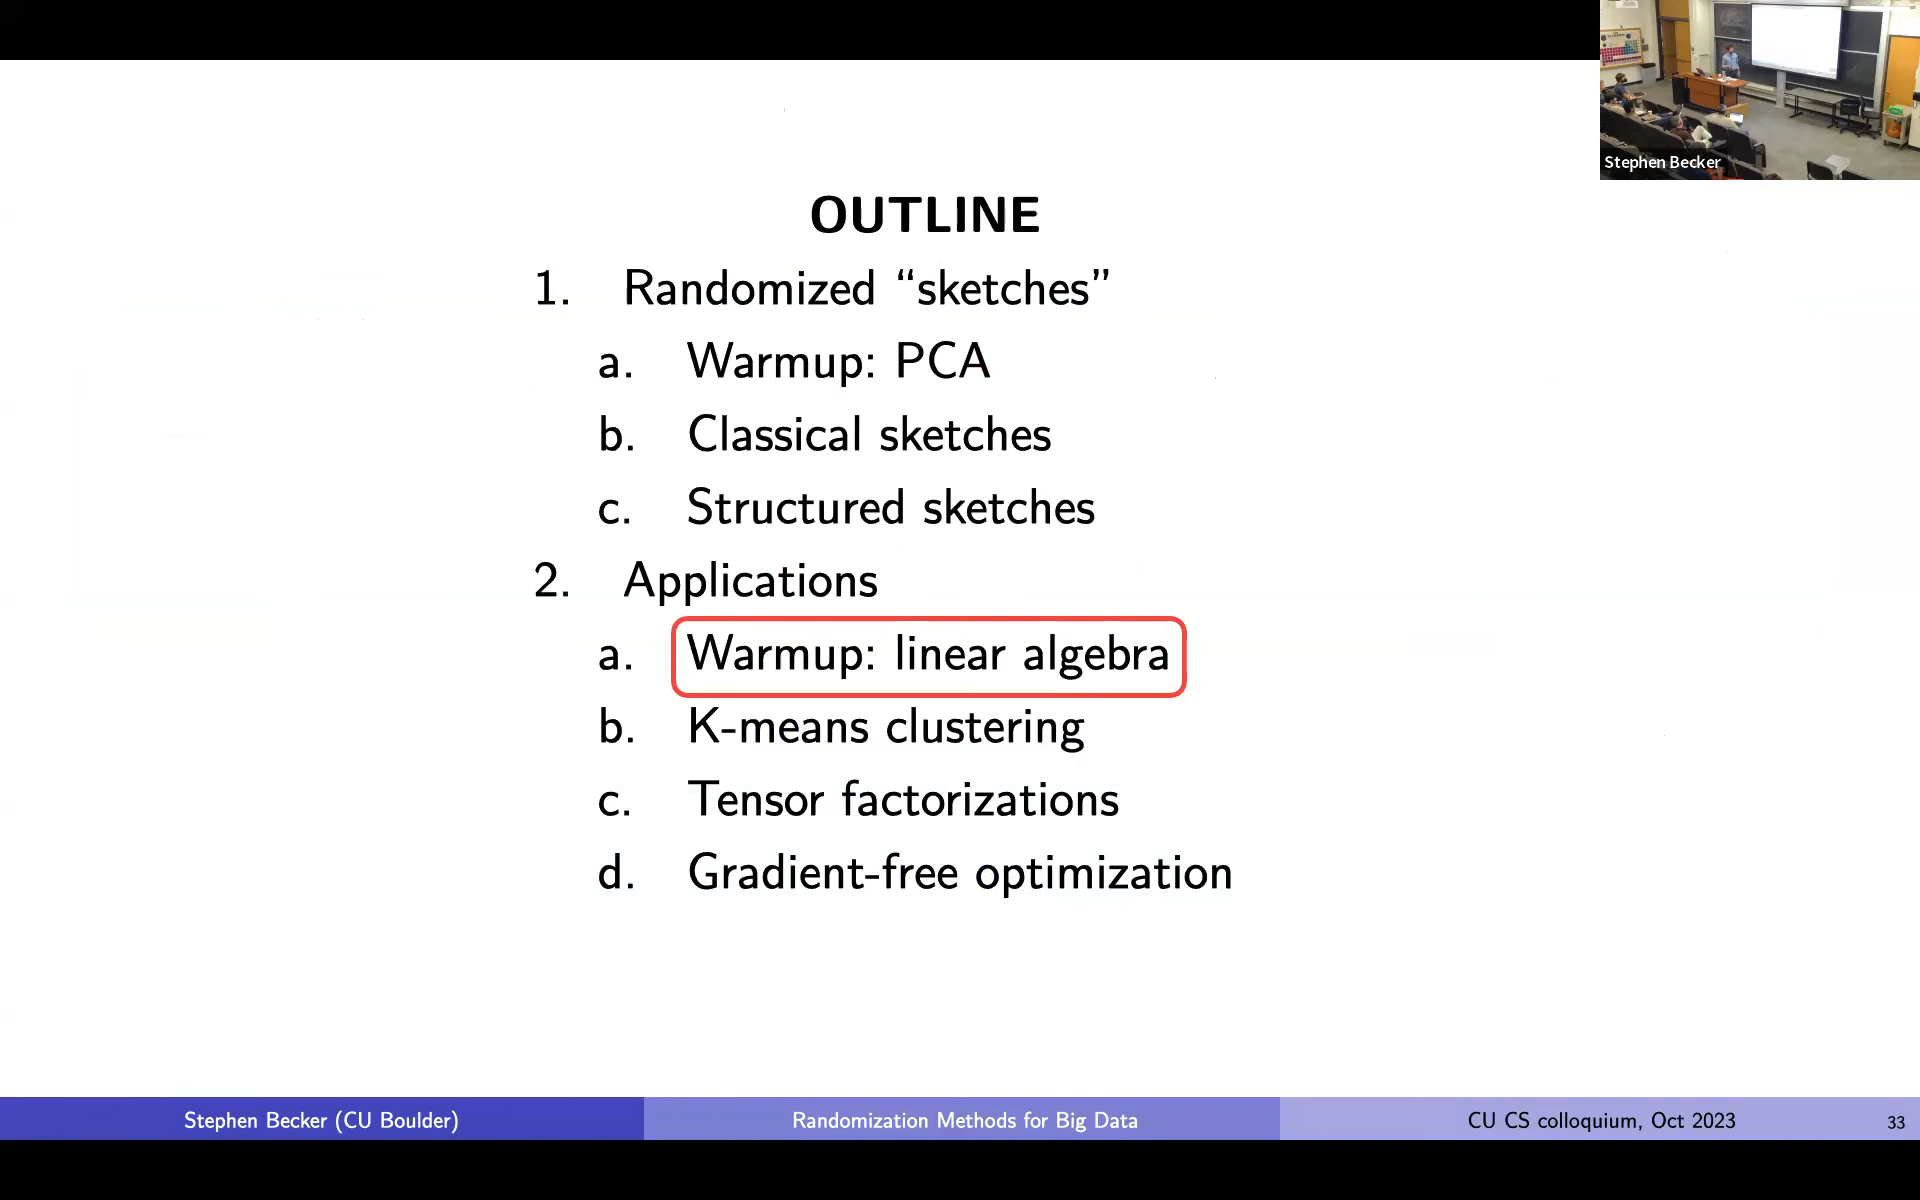 Stephen Becker
OUTLINE
1. Randomized “sketches”
a. Warmup: PCA
b. Classical sketches
c. Structured sketches
2. Applications
a. Warmup: linear algebra
b. K-means clustering
c. Tensor factorizations
d. Gradient-free optimization
Stephen Becker (CU Boulder)
Randomization Methods for Big Data
CU CS colloquium, Oct 2023
33